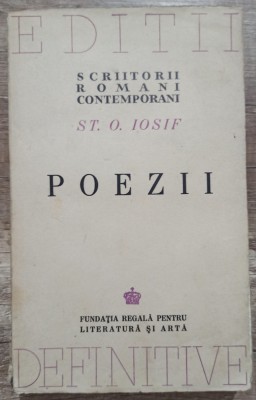 EDITII
SCRIITORII
ROMANI
CONTEMPORANI
ST. O. IOSIF
POEZII
FUNDAȚIA REGALĂ PENTRU
LITERATURĂ ȘI ARTĂ
DEFINITIVE